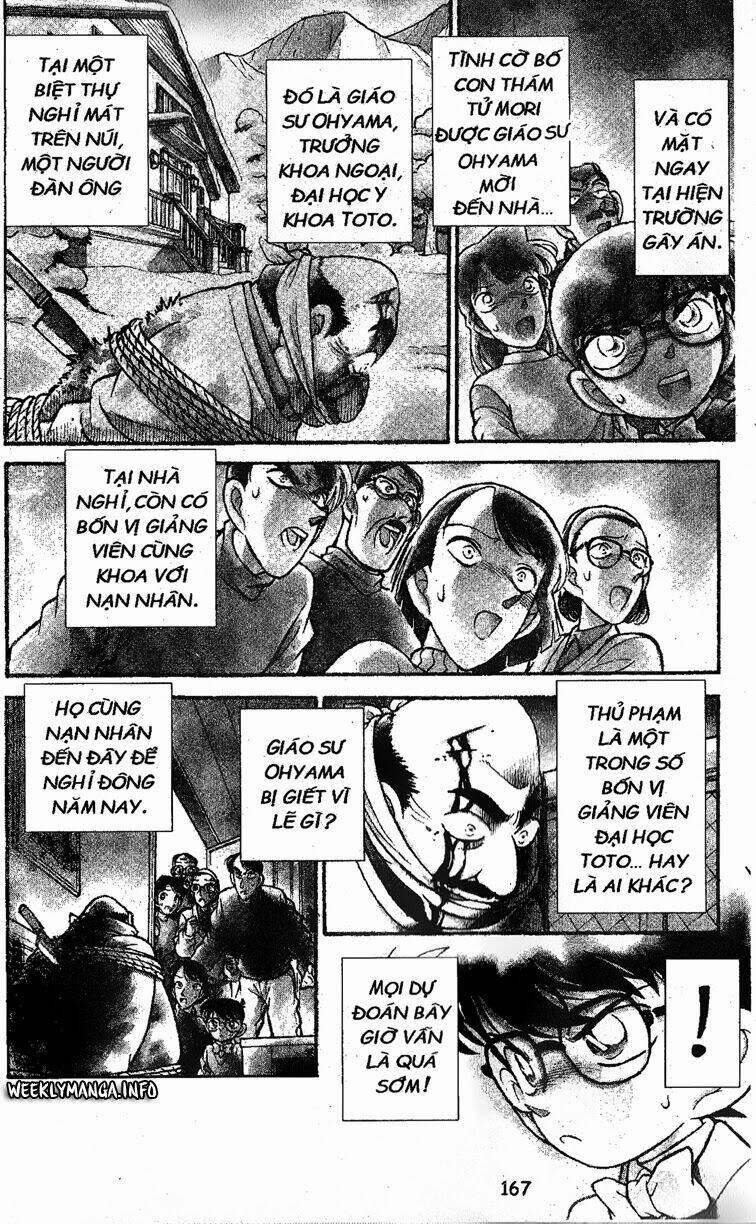 TẠI MỘT
BIỆT THỰ
NGHỈ MÁT
TRÊN NÚI,
MỘT NGƯỜI
ĐÀN ÔNG
ĐÓ LÀ GIÁO
SƯ OHYAMA,
TRƯỞNG
KHOA NGOẠI,
ĐẠI HỌC Y
KHOA TOTO.
TÌNH CỜ BỐ
CON THÁM
TỬ MORI
ĐƯỢC GIÁO SƯ
OHYAMA
MỜI
ĐẾN NHÀ...
VÀ CÓ
MẶT
NGAY
TẠI HIỆN
TRƯỜNG
GÂY ÁN.
TẠI NHÀ
NGHỈ, CÒN CÓ
BỐN VỊ GIẢNG
VIÊN CÙNG
KHOA VỚI
NẠN NHÂN.
HỌ CÙNG
NẠN NHÂN
ĐẾN ĐÂY ĐỂ
NGHỈ ĐÔNG
NĂM NAY.
GIÁO SƯ
OHYAMA
BỊ GIẾT VÌ
LẼ GÌ?
THỦ PHẠM
LÀ MỘT
TRONG SỐ
BỐN VỊ
GIẢNG VIÊN
ĐẠI HỌC
TOTO... HAY
LÀ AI KHÁC?
MỌI DỰ
ĐOÁN BÂY
GIỜ VẪN
LÀ QUÁ
SỚM!
!
WEEKLYMANGA.INFO
167